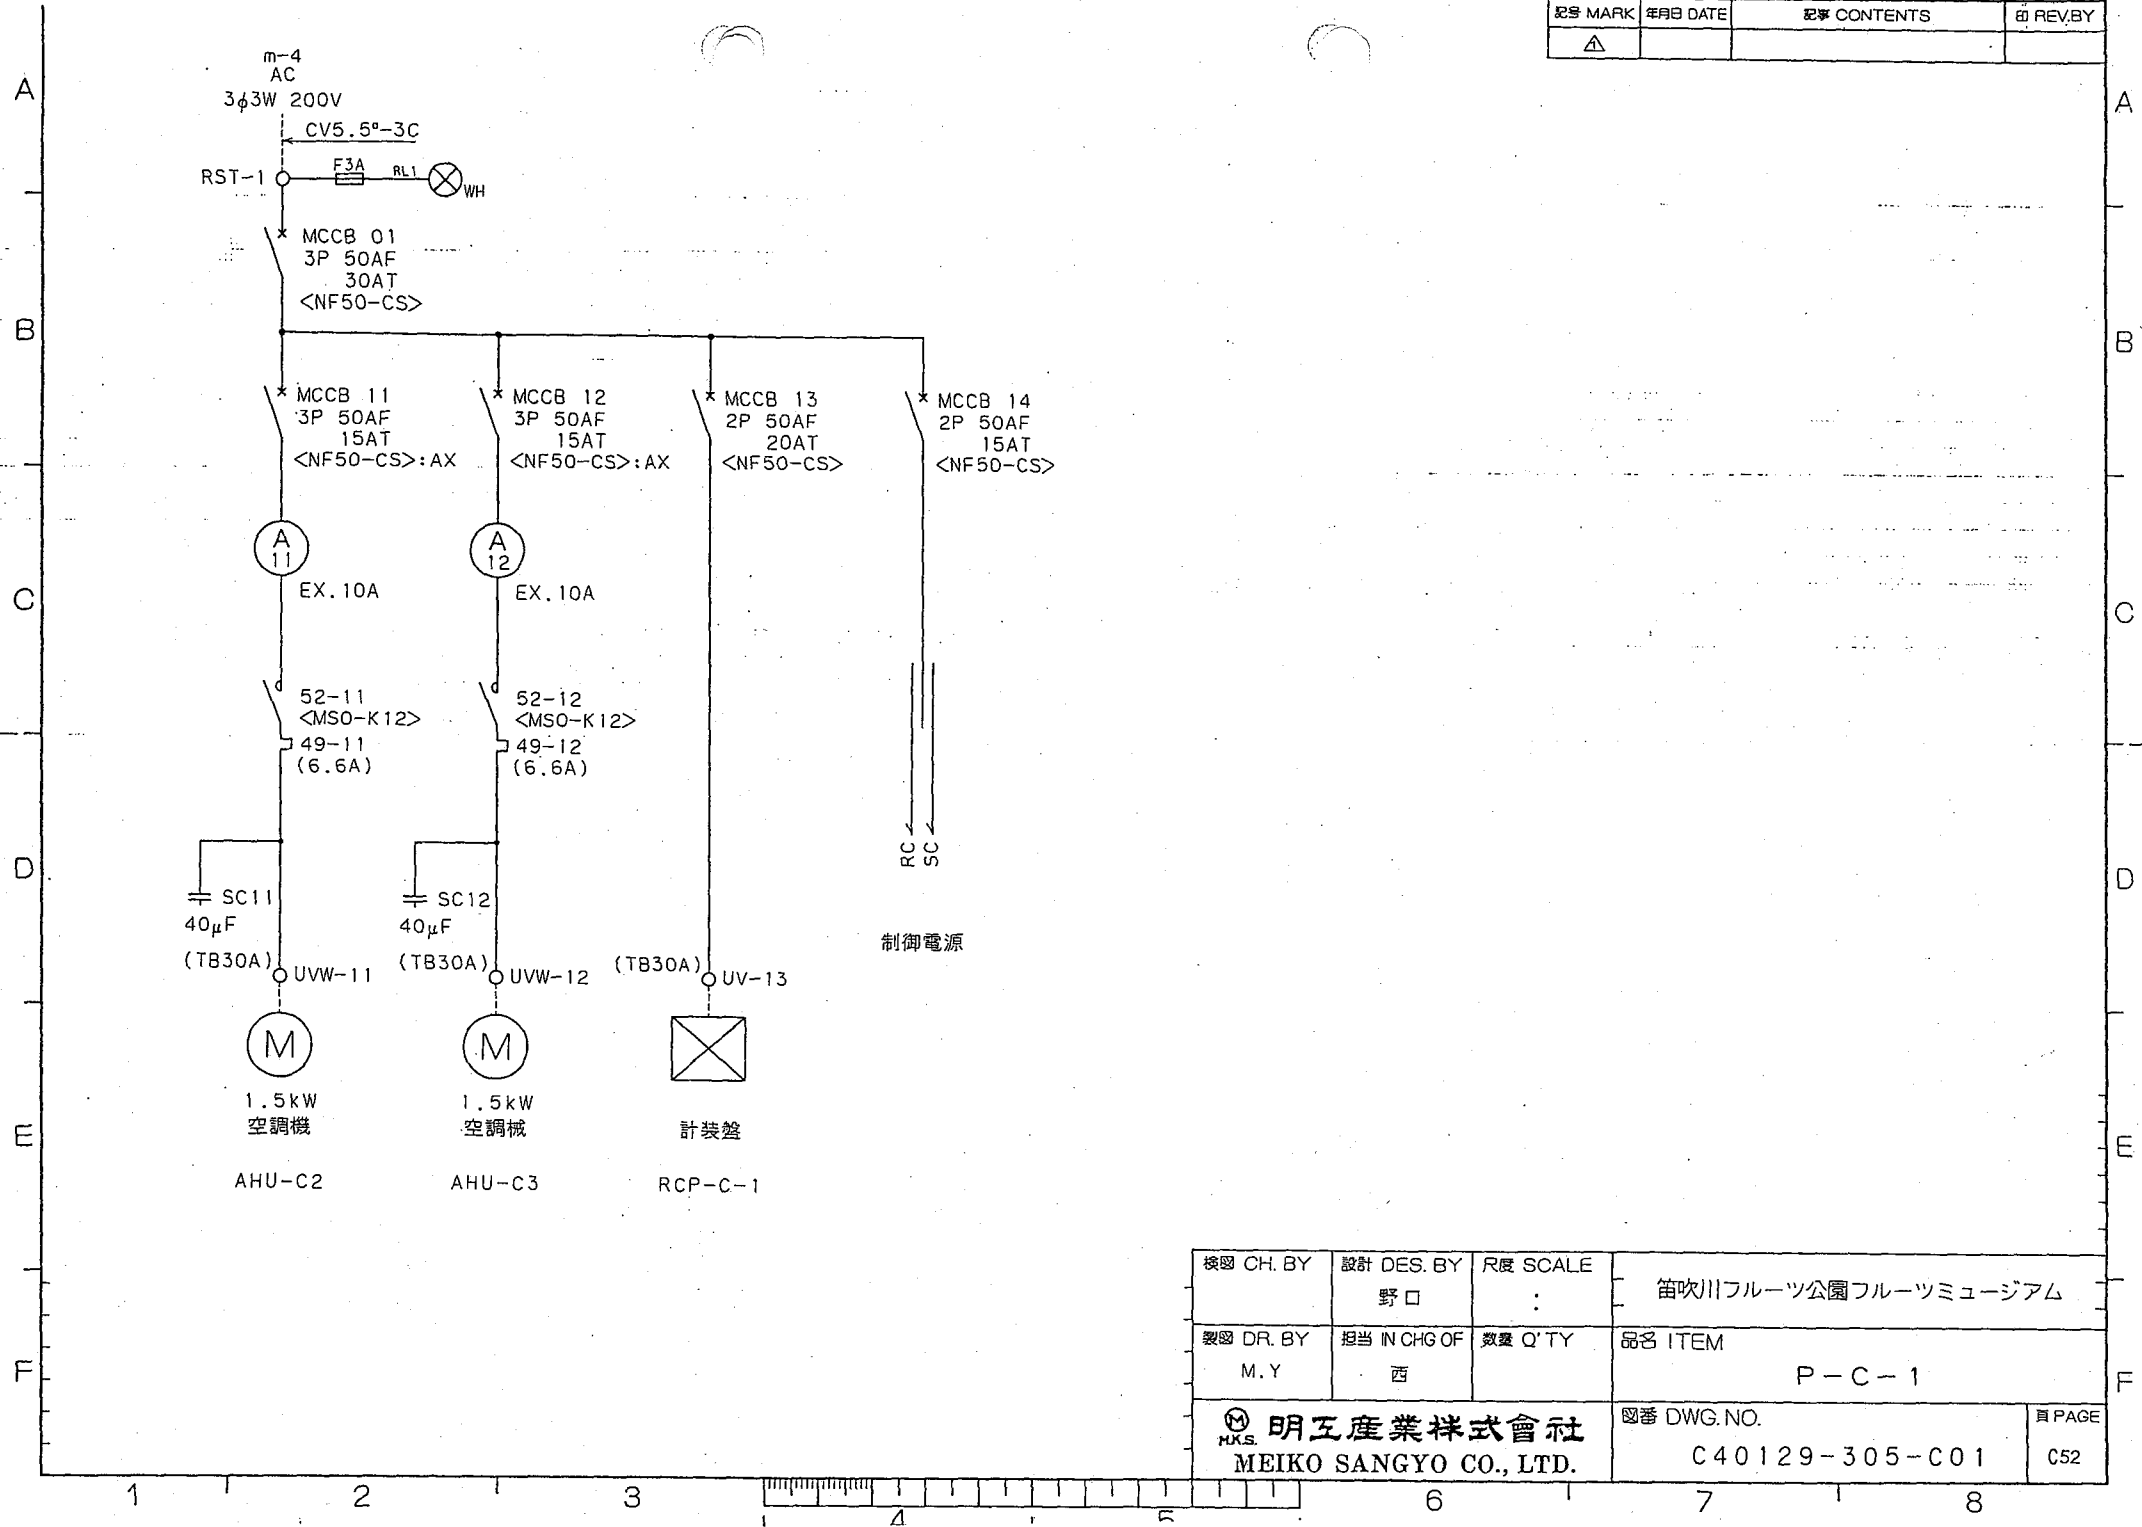 記号 MARK 年月日 DATE 記事 CONTENTS 印 REV.BY
1
m-4
AC
3φ3W 200V
CV5.5°-3C
RST-1 F3A RL1 WH
MCCB 01
3P 50AF
30AT
<NF50-CS>
MCCB 11
3P 50AF
15AT
<NF50-CS>:AX
MCCB 12
3P 50AF
15AT
<NF50-CS>:AX
MCCB 13
2P 50AF
20AT
<NF50-CS>
MCCB 14
2P 50AF
15AT
<NF50-CS>
A
11
EX.10A
A
12
EX.10A
52-11
<MSO-K12>
49-11
(6.6A)
52-12
<MSO-K12>
49-12
(6.6A)
RC
SC
制御電源
SC11
40μF
(TB30A) UVW-11
SC12
40μF
(TB30A) UVW-12
(TB30A) UV-13
M
1.5kW
空調機
AHU-C2
M
1.5kW
空調械
AHU-C3
計装盤
RCP-C-1
検図 CH. BY
設計 DES. BY
野口
尺度 SCALE
:
笛吹川フルーツ公園フルーツミュージアム
製図 DR. BY
M.Y
担当 IN CHG OF
西
数量 Q'TY
品名 ITEM
P-C-1
M
M.K.S.
明工産業株式會社
MEIKO SANGYO CO., LTD.
図番 DWG. NO.
C40129-305-C01
頁 PAGE
C52
A
B
C
D
E
F
A
B
C
D
E
F
1 2 3 4 5 6 7 8